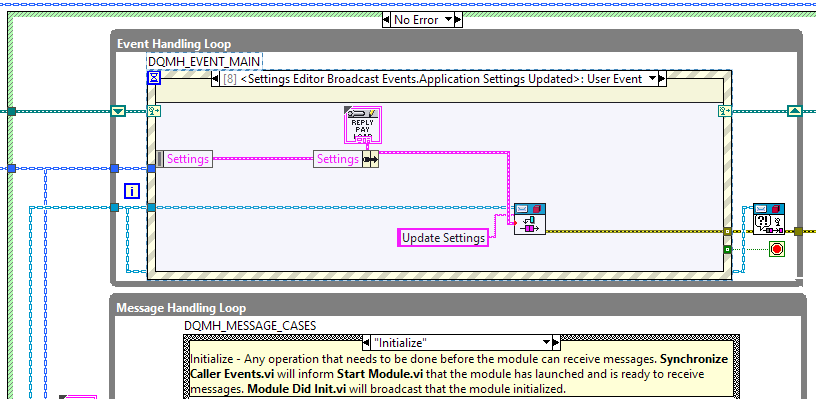 No Error
Event Handling Loop
DQMH_EVENT_MAIN
[8] <Settings Editor Broadcast Events.Application Settings Updated>: User Event
REPLY
PAY
LOAD
Settings
Settings
i
Update Settings
?!
Message Handling Loop
DQMH_MESSAGE_CASES
"Initialize"
Initialize - Any operation that needs to be done before the module can receive messages. Synchronize
Caller Events.vi will inform Start Module.vi that the module has launched and is ready to receive
messages. Module Did Init.vi will broadcast that the module initialized.